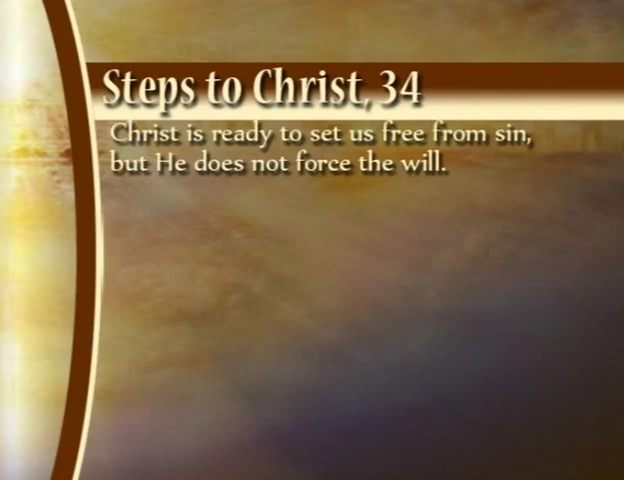 Steps to Christ, 34
Christ is ready to set us free from sin,
but He does not force the will.